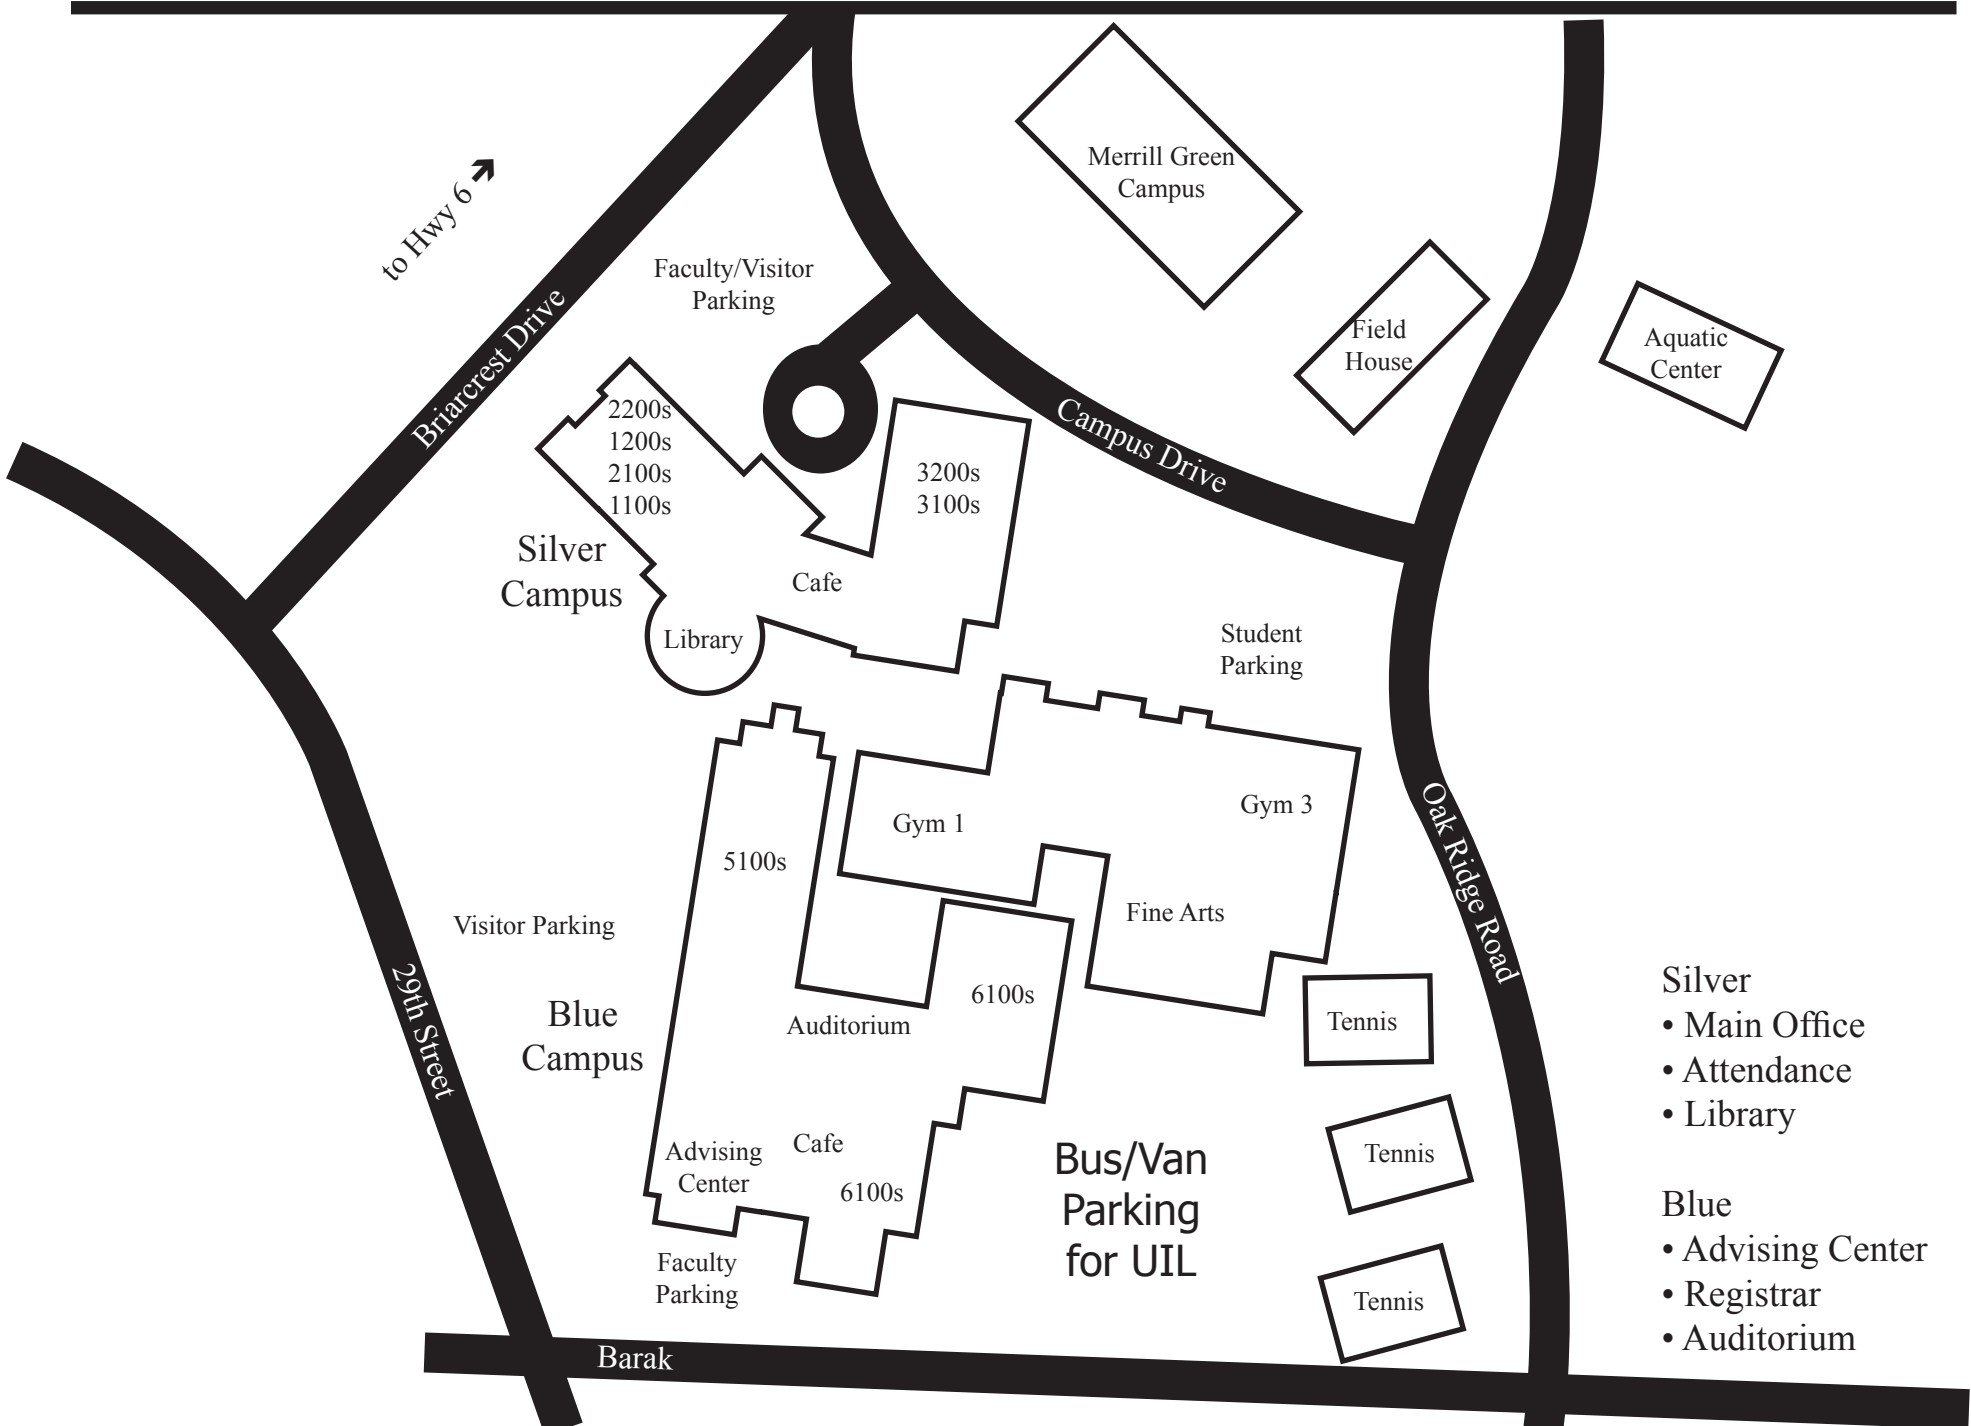 Merrill Green
Campus
to Hwy 6
Faculty/Visitor
Parking
Field
House
Aquatic
Center
Briarcrest Drive
2200s
1200s
2100s
1100s
Campus Drive
3200s
3100s
Silver
Campus
Cafe
Library
Student
Parking
Gym 3
Gym 1
5100s
Oak Ridge Road
Fine Arts
Visitor Parking
29th Street
6100s
Blue
Campus
Auditorium
Tennis
Advising
Center
Cafe
6100s
Bus/Van
Parking
for UIL
Tennis
Faculty
Parking
Tennis
Barak
Silver
• Main Office
• Attendance
• Library
Blue
• Advising Center
• Registrar
• Auditorium